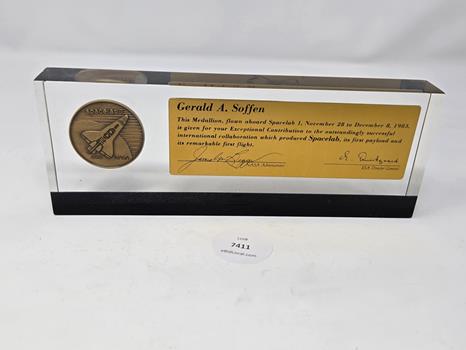 Gerald A. Soffen
This Medallion, flown aboard Spacelab 1, November 28 to December 8, 1983,
is given for your Exceptional Contribution to the outstandingly successful
international collaboration which produced Spacelab, its first payload and
its remarkable first flight.
NASA Administrator
ESA Director General
7411